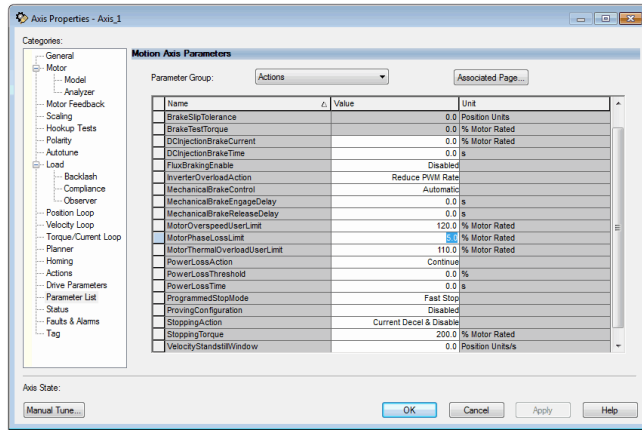 Axis Properties - Axis_1
Categories:
General
Motor
Model
Analyzer
Motor Feedback
Scaling
Hookup Tests
Polarity
Autotune
Load
Backlash
Compliance
Observer
Position Loop
Velocity Loop
Torque/Current Loop
Planner
Homing
Actions
Drive Parameters
Parameter List
Status
Faults & Alarms
Tag
Motion Axis Parameters
Parameter Group: Actions Associated Page...
Name Value Unit
BrakeSlipTolerance 0.0 Position Units
BrakeTestTorque 0.0 % Motor Rated
DCInjectionBrakeCurrent 0.0 % Motor Rated
DCInjectionBrakeTime 0.0 s
FluxBrakingEnable Disabled
InverterOverloadAction Reduce PWM Rate
MechanicalBrakeControl Automatic
MechanicalBrakeEngageDelay 0.0 s
MechanicalBrakeReleaseDelay 0.0 s
MotorOverspeedUserLimit 120.0 % Motor Rated
MotorPhaseLossLimit 5.0 % Motor Rated
MotorThermalOverloadUserLimit 110.0 % Motor Rated
PowerLossAction Continue
PowerLossThreshold 0.0 %
PowerLossTime 0.0 s
ProgrammedStopMode Fast Stop
ProvingConfiguration Disabled
StoppingAction Current Decel & Disable
StoppingTorque 200.0 % Motor Rated
VelocityStandstillWindow 0.0 Position Units/s
Axis State:
Manual Tune... OK Cancel Apply Help